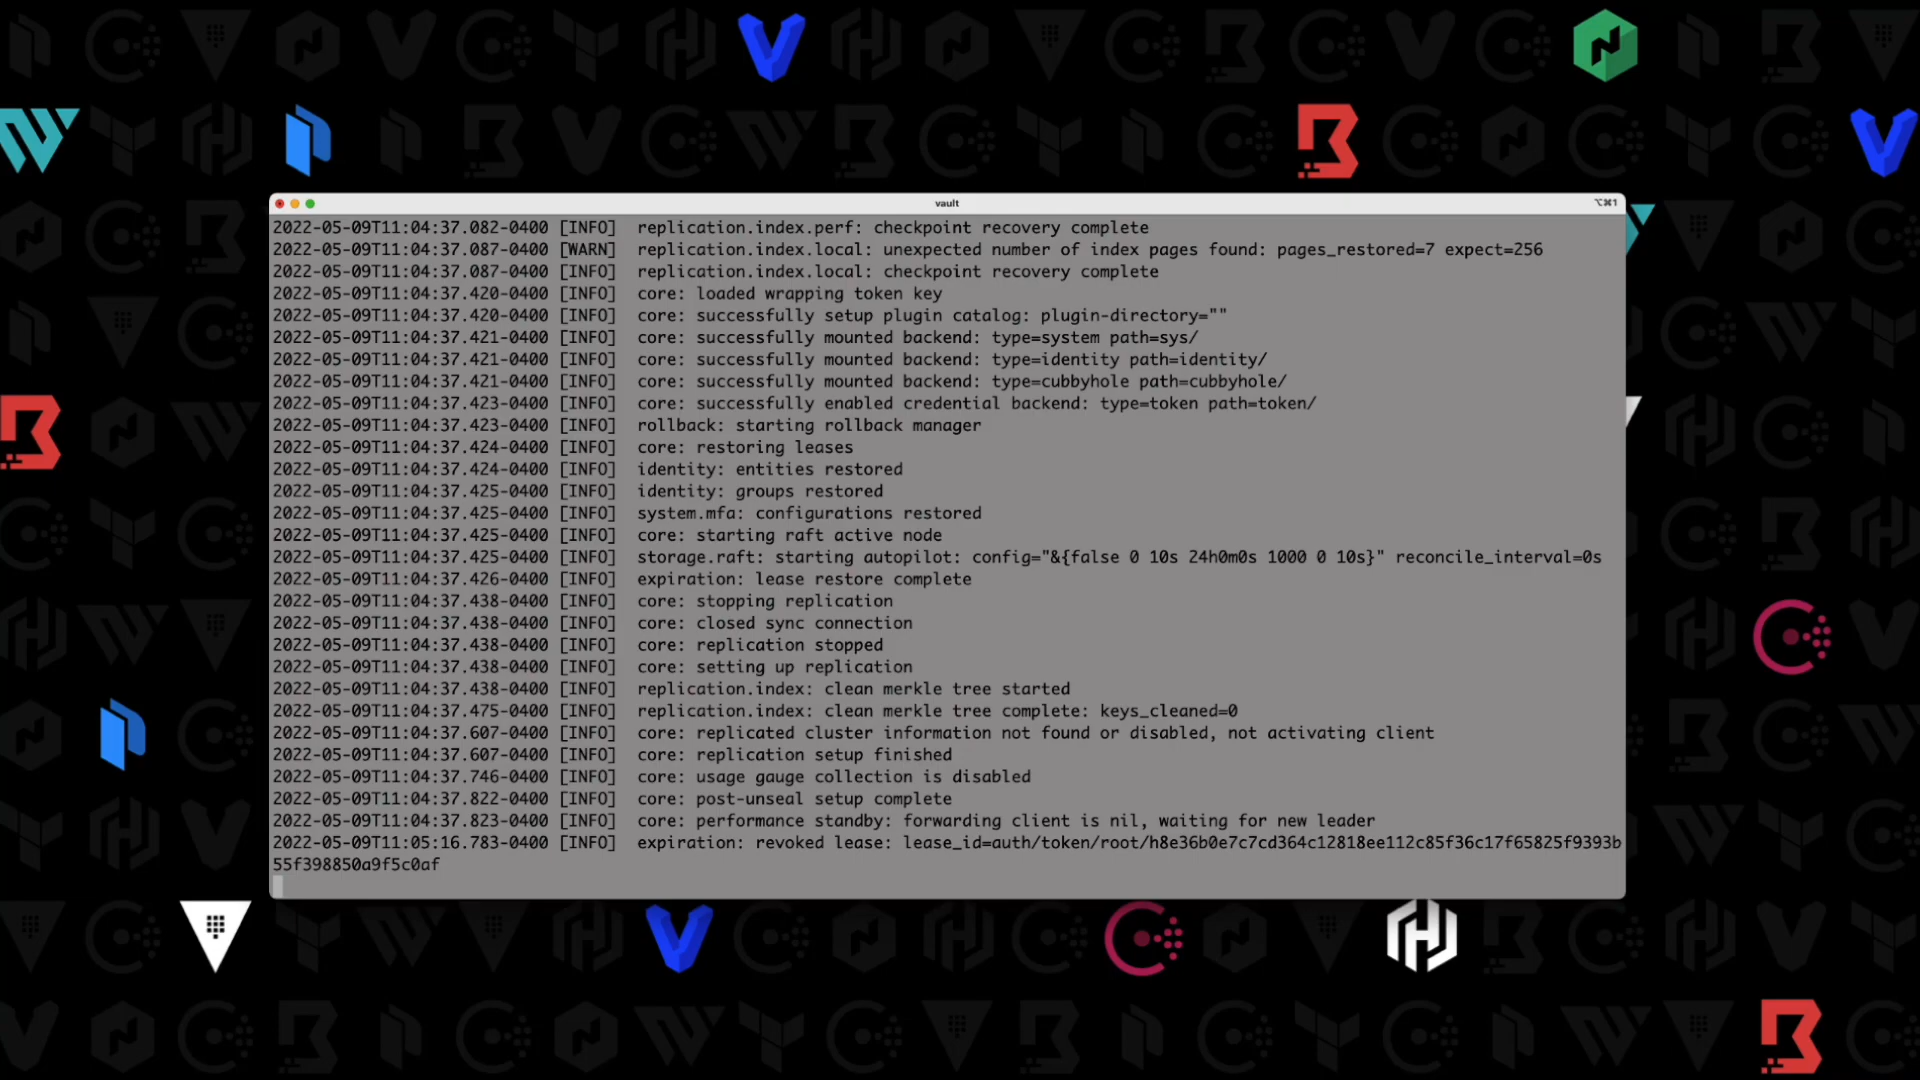 vault
⌥⌘1
2022-05-09T11:04:37.082-0400 [INFO]  replication.index.perf: checkpoint recovery complete
2022-05-09T11:04:37.087-0400 [WARN]  replication.index.local: unexpected number of index pages found: pages_restored=7 expect=256
2022-05-09T11:04:37.087-0400 [INFO]  replication.index.local: checkpoint recovery complete
2022-05-09T11:04:37.420-0400 [INFO]  core: loaded wrapping token key
2022-05-09T11:04:37.420-0400 [INFO]  core: successfully setup plugin catalog: plugin-directory=""
2022-05-09T11:04:37.421-0400 [INFO]  core: successfully mounted backend: type=system path=sys/
2022-05-09T11:04:37.421-0400 [INFO]  core: successfully mounted backend: type=identity path=identity/
2022-05-09T11:04:37.421-0400 [INFO]  core: successfully mounted backend: type=cubbyhole path=cubbyhole/
2022-05-09T11:04:37.423-0400 [INFO]  core: successfully enabled credential backend: type=token path=token/
2022-05-09T11:04:37.423-0400 [INFO]  rollback: starting rollback manager
2022-05-09T11:04:37.424-0400 [INFO]  core: restoring leases
2022-05-09T11:04:37.424-0400 [INFO]  identity: entities restored
2022-05-09T11:04:37.425-0400 [INFO]  identity: groups restored
2022-05-09T11:04:37.425-0400 [INFO]  system.mfa: configurations restored
2022-05-09T11:04:37.425-0400 [INFO]  core: starting raft active node
2022-05-09T11:04:37.425-0400 [INFO]  storage.raft: starting autopilot: config="&{false 0 10s 24h0m0s 1000 0 10s}" reconcile_interval=0s
2022-05-09T11:04:37.426-0400 [INFO]  expiration: lease restore complete
2022-05-09T11:04:37.438-0400 [INFO]  core: stopping replication
2022-05-09T11:04:37.438-0400 [INFO]  core: closed sync connection
2022-05-09T11:04:37.438-0400 [INFO]  core: replication stopped
2022-05-09T11:04:37.438-0400 [INFO]  core: setting up replication
2022-05-09T11:04:37.438-0400 [INFO]  replication.index: clean merkle tree started
2022-05-09T11:04:37.475-0400 [INFO]  replication.index: clean merkle tree complete: keys_cleaned=0
2022-05-09T11:04:37.607-0400 [INFO]  core: replicated cluster information not found or disabled, not activating client
2022-05-09T11:04:37.607-0400 [INFO]  core: replication setup finished
2022-05-09T11:04:37.746-0400 [INFO]  core: usage gauge collection is disabled
2022-05-09T11:04:37.822-0400 [INFO]  core: post-unseal setup complete
2022-05-09T11:04:37.823-0400 [INFO]  core: performance standby: forwarding client is nil, waiting for new leader
2022-05-09T11:05:16.783-0400 [INFO]  expiration: revoked lease: lease_id=auth/token/root/h8e36b0e7c7cd364c12818ee112c85f36c17f65825f9393b
55f398850a9f5c0af